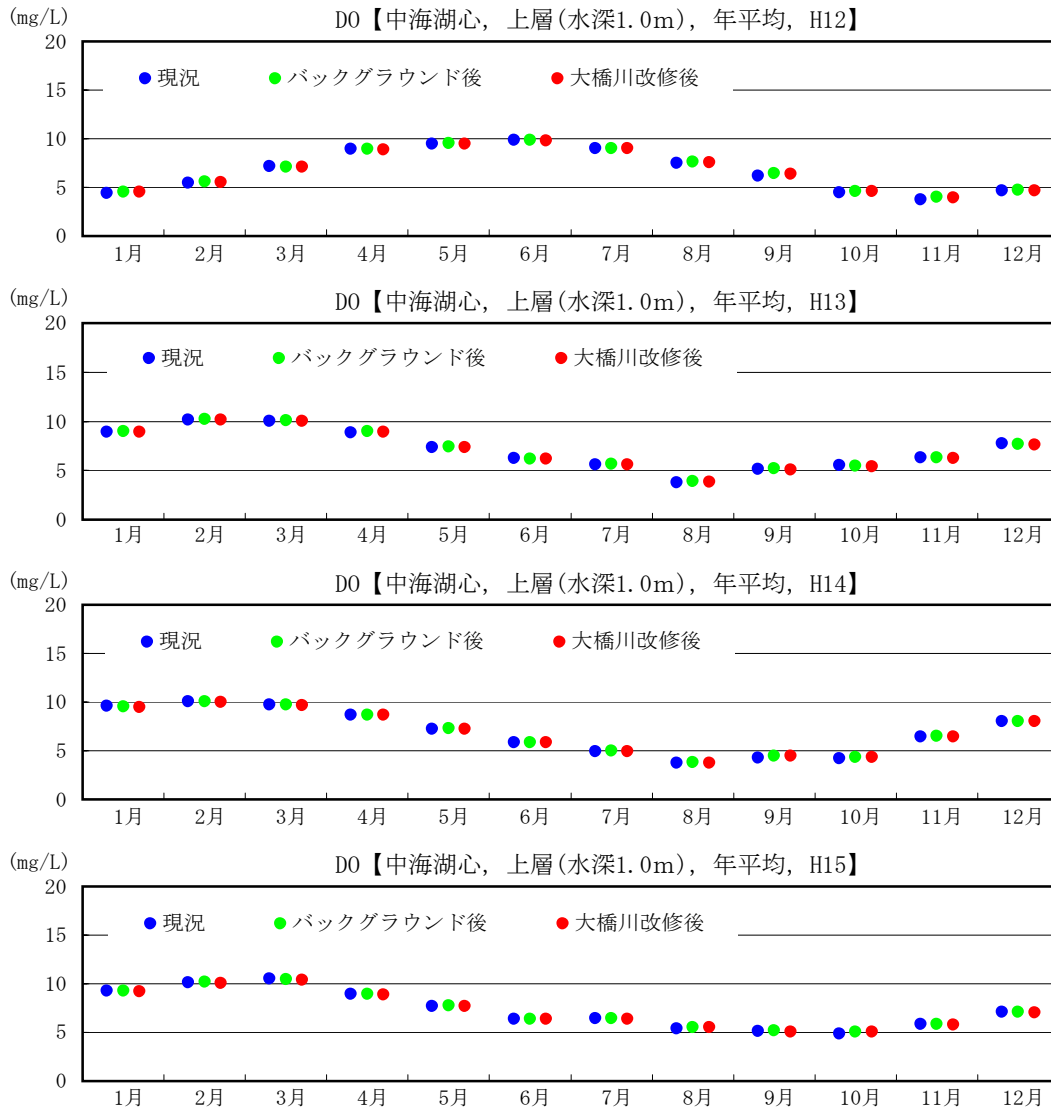 (mg/L) DO【中海湖心, 上層(水深1.0m), 年平均, H12】
20
● 現況 ● バックグラウンド後 ● 大橋川改修後
15
10
5
0
1月 2月 3月 4月 5月 6月 7月 8月 9月 10月 11月 12月
(mg/L) DO【中海湖心, 上層(水深1.0m), 年平均, H13】
20
● 現況 ● バックグラウンド後 ● 大橋川改修後
15
10
5
0
1月 2月 3月 4月 5月 6月 7月 8月 9月 10月 11月 12月
(mg/L) DO【中海湖心, 上層(水深1.0m), 年平均, H14】
20
● 現況 ● バックグラウンド後 ● 大橋川改修後
15
10
5
0
1月 2月 3月 4月 5月 6月 7月 8月 9月 10月 11月 12月
(mg/L) DO【中海湖心, 上層(水深1.0m), 年平均, H15】
20
● 現況 ● バックグラウンド後 ● 大橋川改修後
15
10
5
0
1月 2月 3月 4月 5月 6月 7月 8月 9月 10月 11月 12月